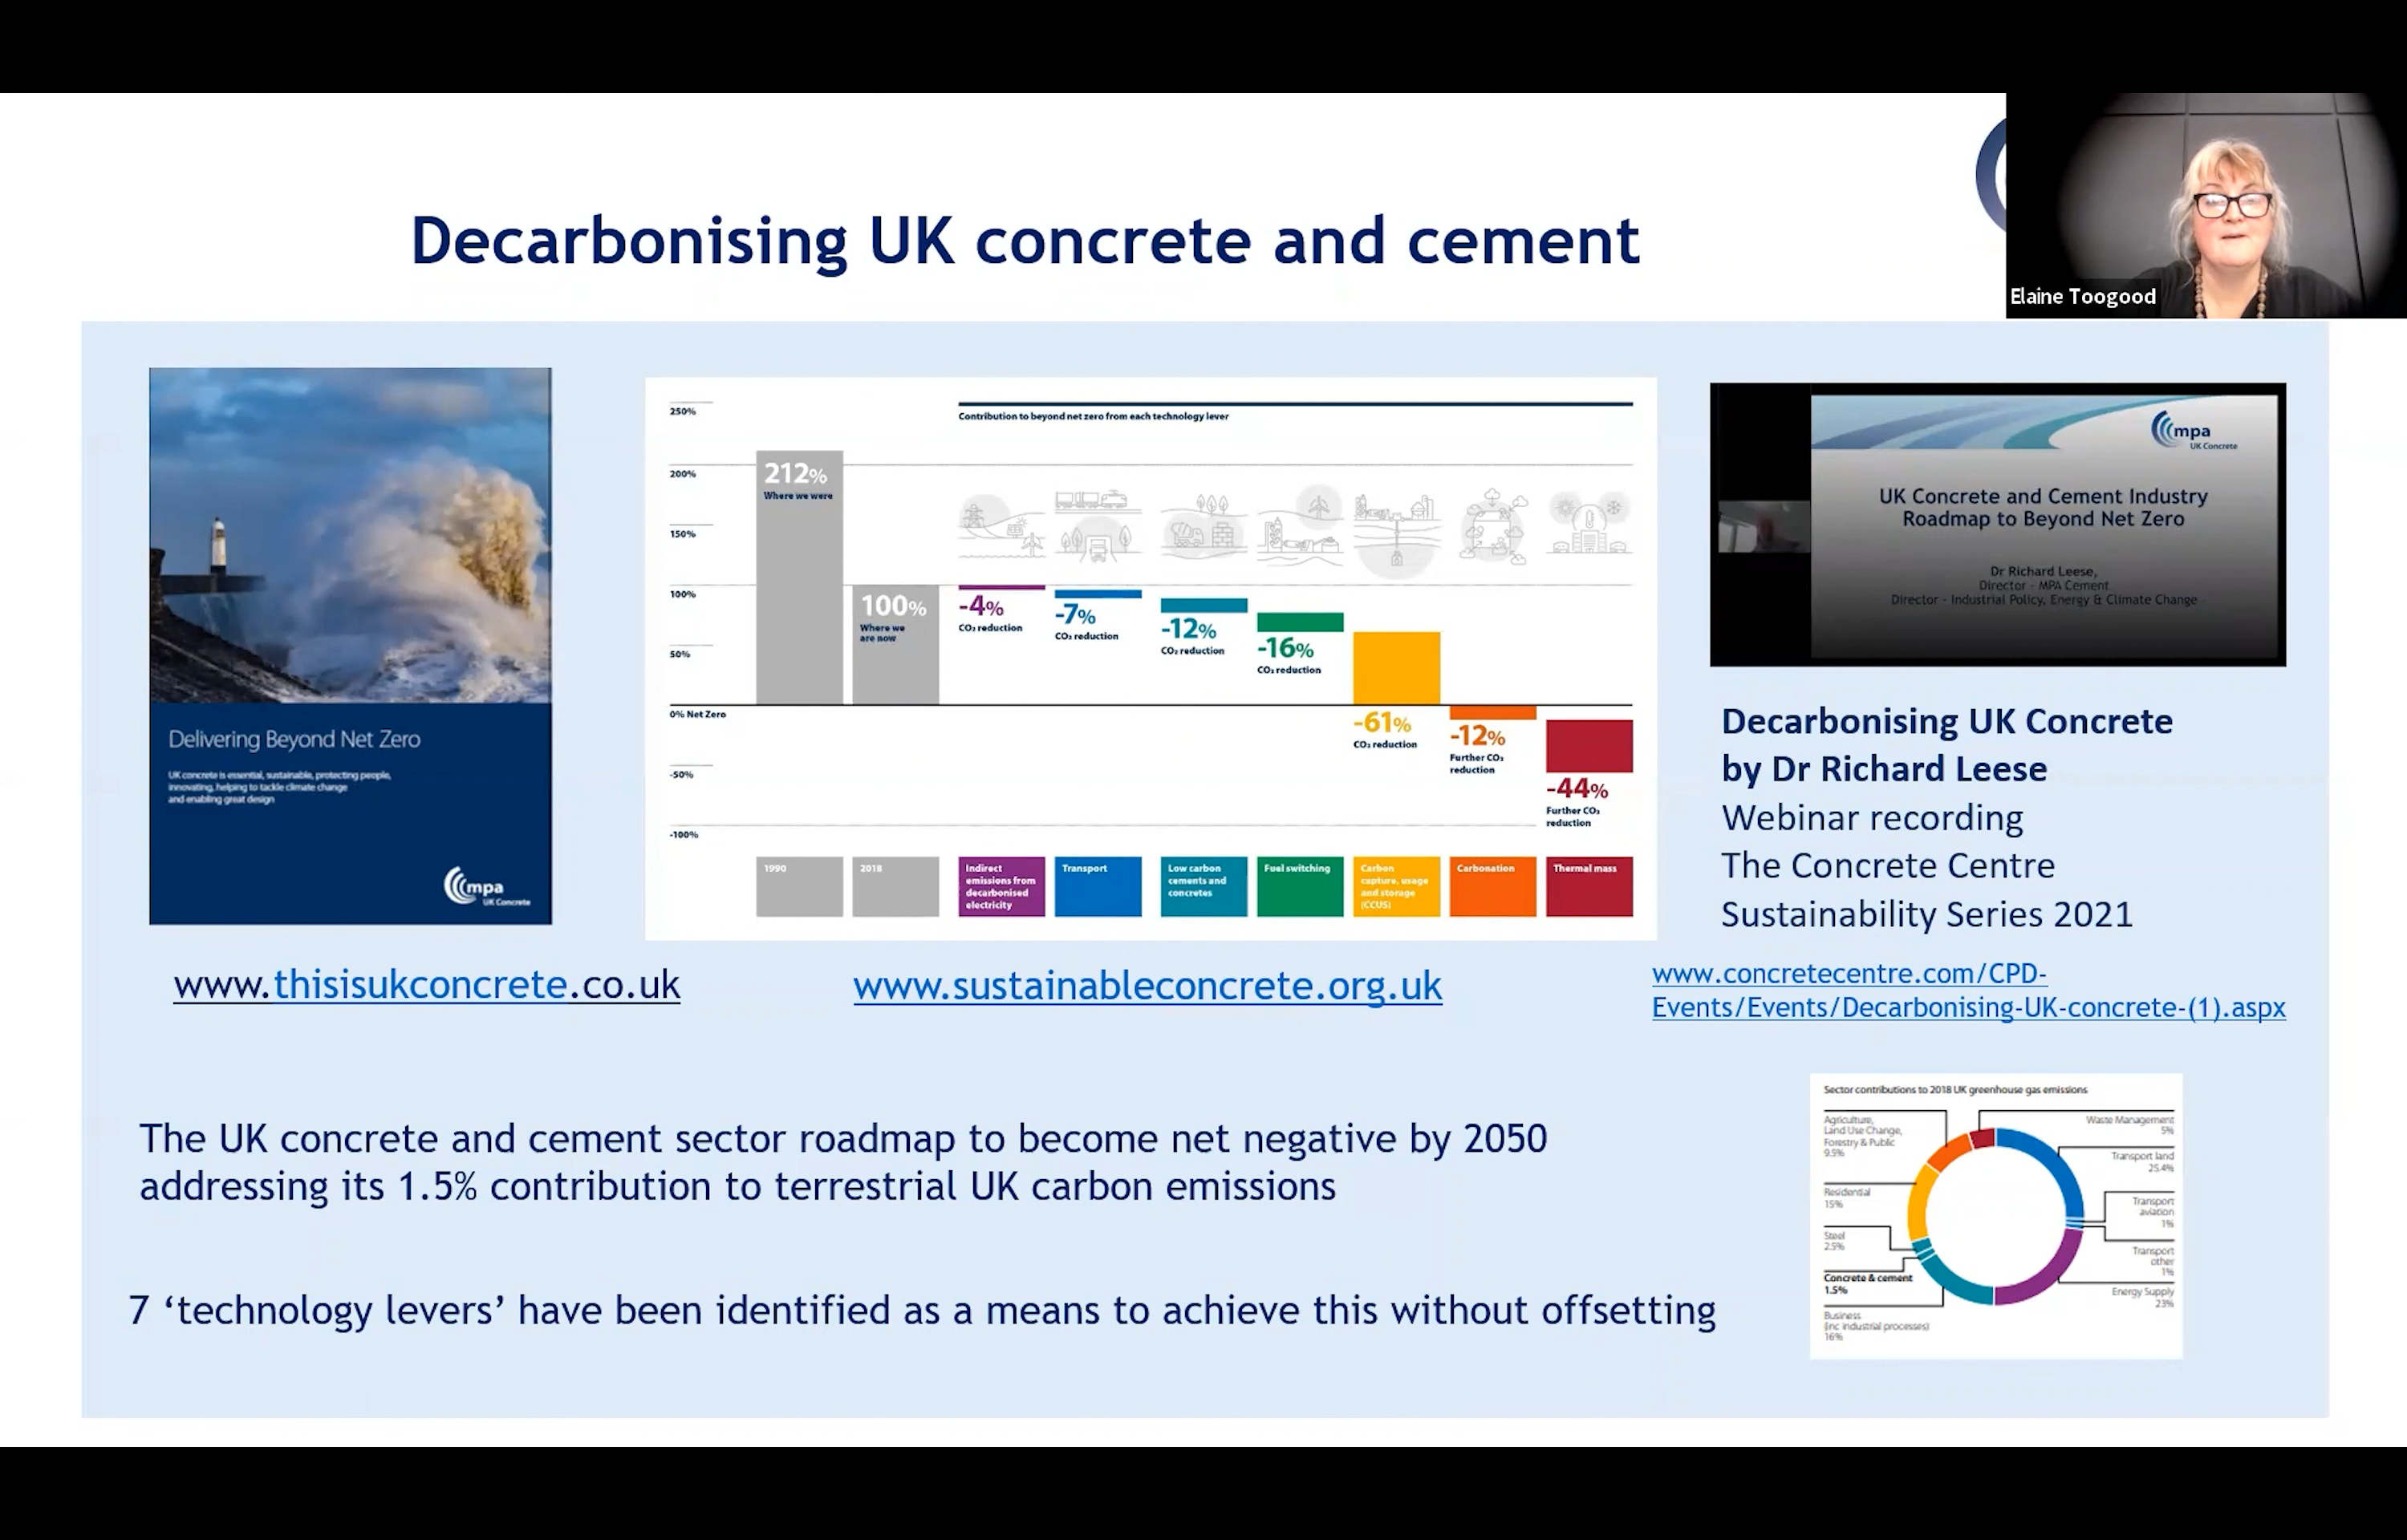 Decarbonising UK concrete and cement
Elaine Toogood
Delivering Beyond Net Zero
UK concrete is essential, sustainable, protecting people,
innovating, helping to tackle climate change
and enabling great design
mpa
UK Concrete
www.thisisukconcrete.co.uk
Contribution to beyond net zero from each technology lever
250%
200%
150%
100%
50%
0% Net Zero
-50%
-100%
212%
Where we were
100%
Where we
are now
-4%
CO₂ reduction
-7%
CO₂ reduction
-12%
CO₂ reduction
-16%
CO₂ reduction
-61%
CO₂ reduction
-12%
Further CO₂
reduction
-44%
Further CO₂
reduction
1990
2018
Indirect
emissions from
decarbonised
electricity
Transport
Low carbon
cements and
concretes
Fuel switching
Carbon
capture, usage
and storage
(CCUS)
Carbonation
Thermal mass
www.sustainableconcrete.org.uk
mpa
UK Concrete
UK Concrete and Cement Industry
Roadmap to Beyond Net Zero
Dr Richard Leese,
Director - MPA Cement
Director - Industrial Policy, Energy & Climate Change
Decarbonising UK Concrete
by Dr Richard Leese
Webinar recording
The Concrete Centre
Sustainability Series 2021
www.concretecentre.com/CPD-
Events/Events/Decarbonising-UK-concrete-(1).aspx
The UK concrete and cement sector roadmap to become net negative by 2050
addressing its 1.5% contribution to terrestrial UK carbon emissions
7 ‘technology levers’ have been identified as a means to achieve this without offsetting
Sector contributions to 2018 UK greenhouse gas emissions
Agriculture,
Land Use Change,
Forestry & Public
9.5%
Residential
15%
Steel
2.5%
Concrete & cement
1.5%
Business
(inc industrial processes)
16%
Waste Management
5%
Transport land
25.4%
Transport
aviation
1%
Transport
other
1%
Energy Supply
23%